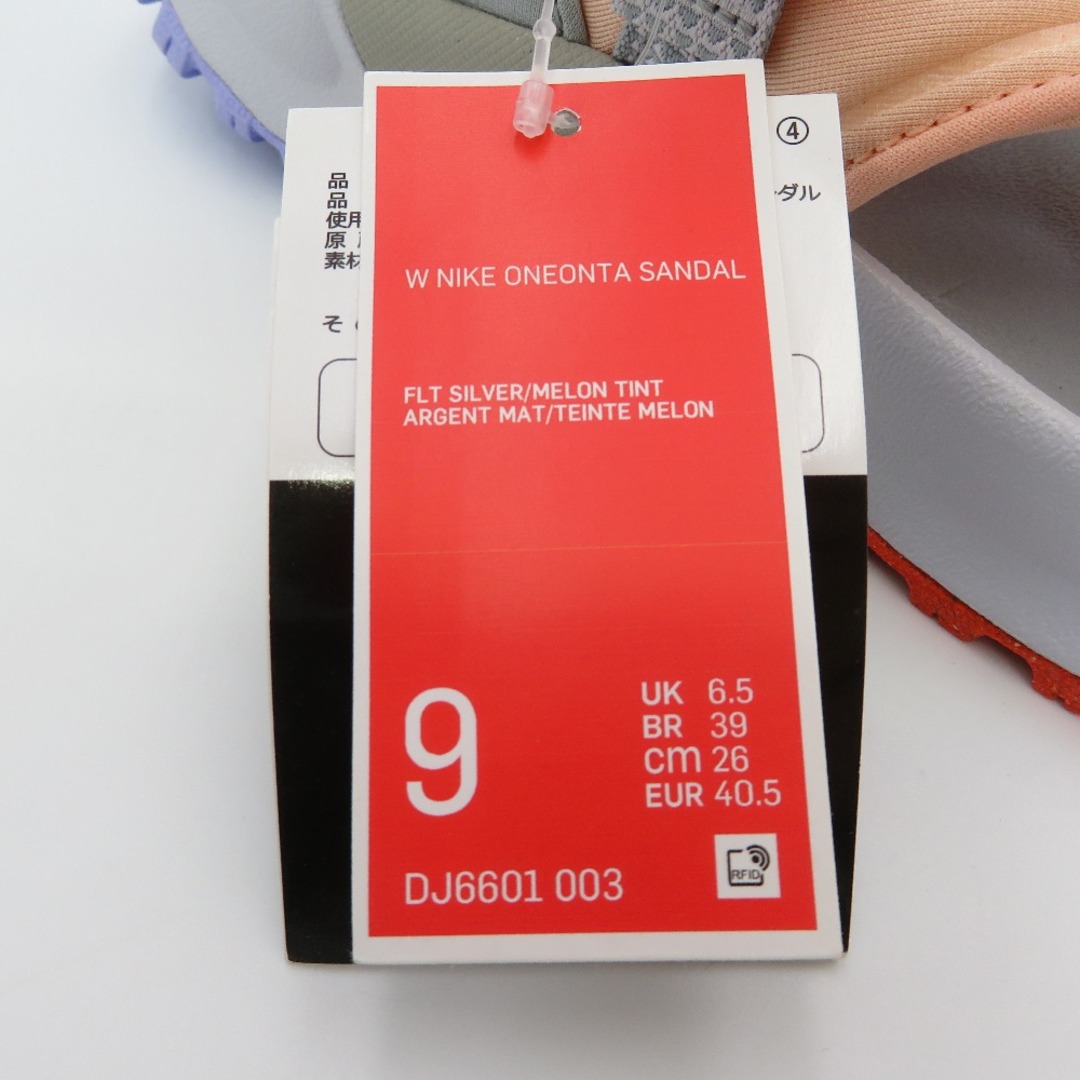 ④
品
品
ダル
使用
原
素材
そ
W NIKE ONEONTA SANDAL
FLT SILVER/MELON TINT
ARGENT MAT/TEINTE MELON
9
UK 6.5
BR 39
cm 26
EUR 40.5
RFID
DJ6601 003